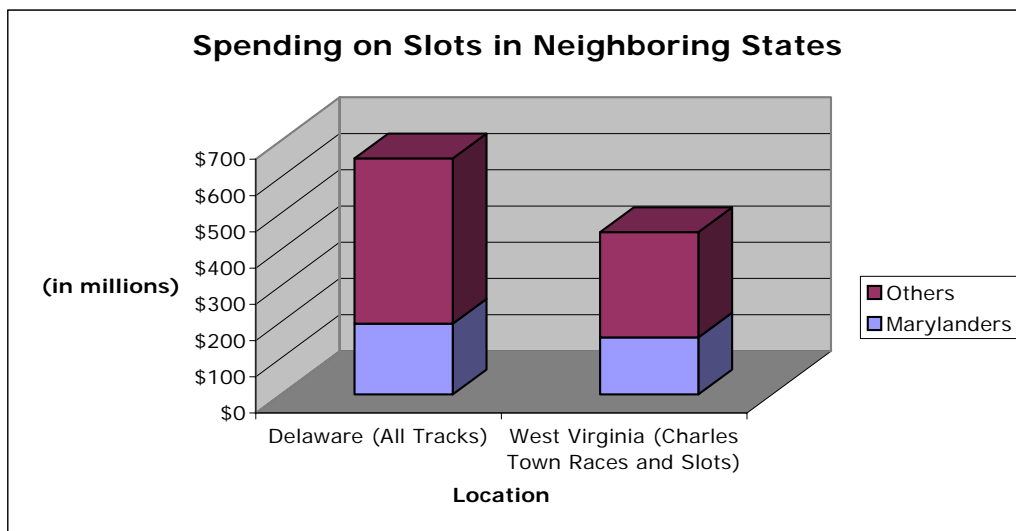 Spending on Slots in Neighboring States
$700
$600
$500
$400
$300
$200
$100
$0
(in millions)
Delaware (All Tracks)
West Virginia (Charles
Town Races and Slots)
Location
Others
Marylanders